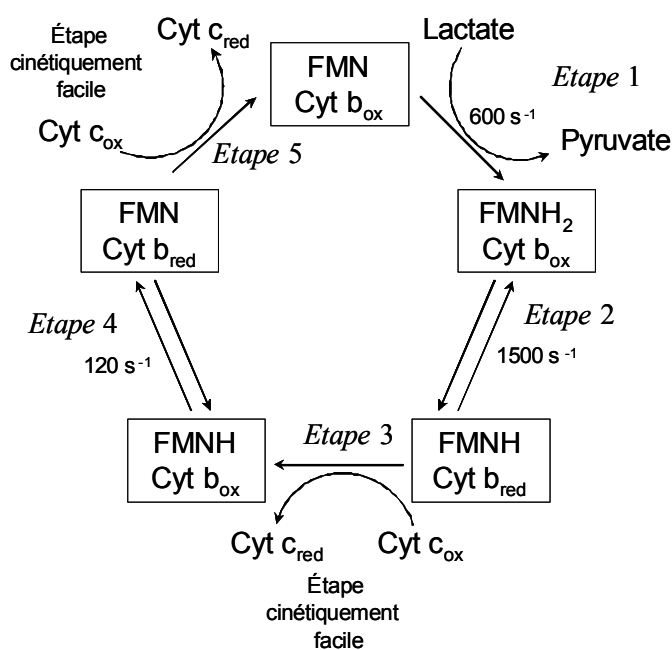 Étape
cinétiquement
facile
Cyt c_red
Cyt c_ox
Etape 5
FMN
Cyt b_ox
Lactate
Etape 1
600 s⁻¹
Pyruvate
FMN
Cyt b_red
FMNH₂
Cyt b_ox
Etape 4
120 s⁻¹
Etape 2
1500 s⁻¹
FMNH
Cyt b_ox
Etape 3
FMNH
Cyt b_red
Cyt c_red
Cyt c_ox
Étape
cinétiquement
facile